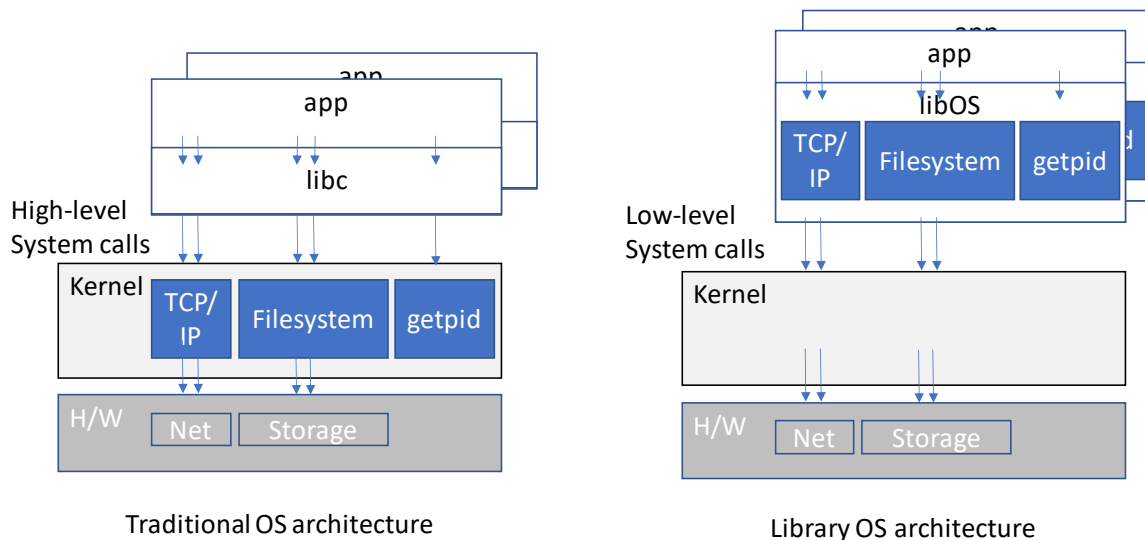 app
app
libc
High-level
System calls
Kernel
TCP/
IP
Filesystem
getpid
H/W
Net
Storage
Traditional OS architecture
app
app
libOS
TCP/
IP
Filesystem
getpid
d
Low-level
System calls
Kernel
H/W
Net
Storage
Library OS architecture